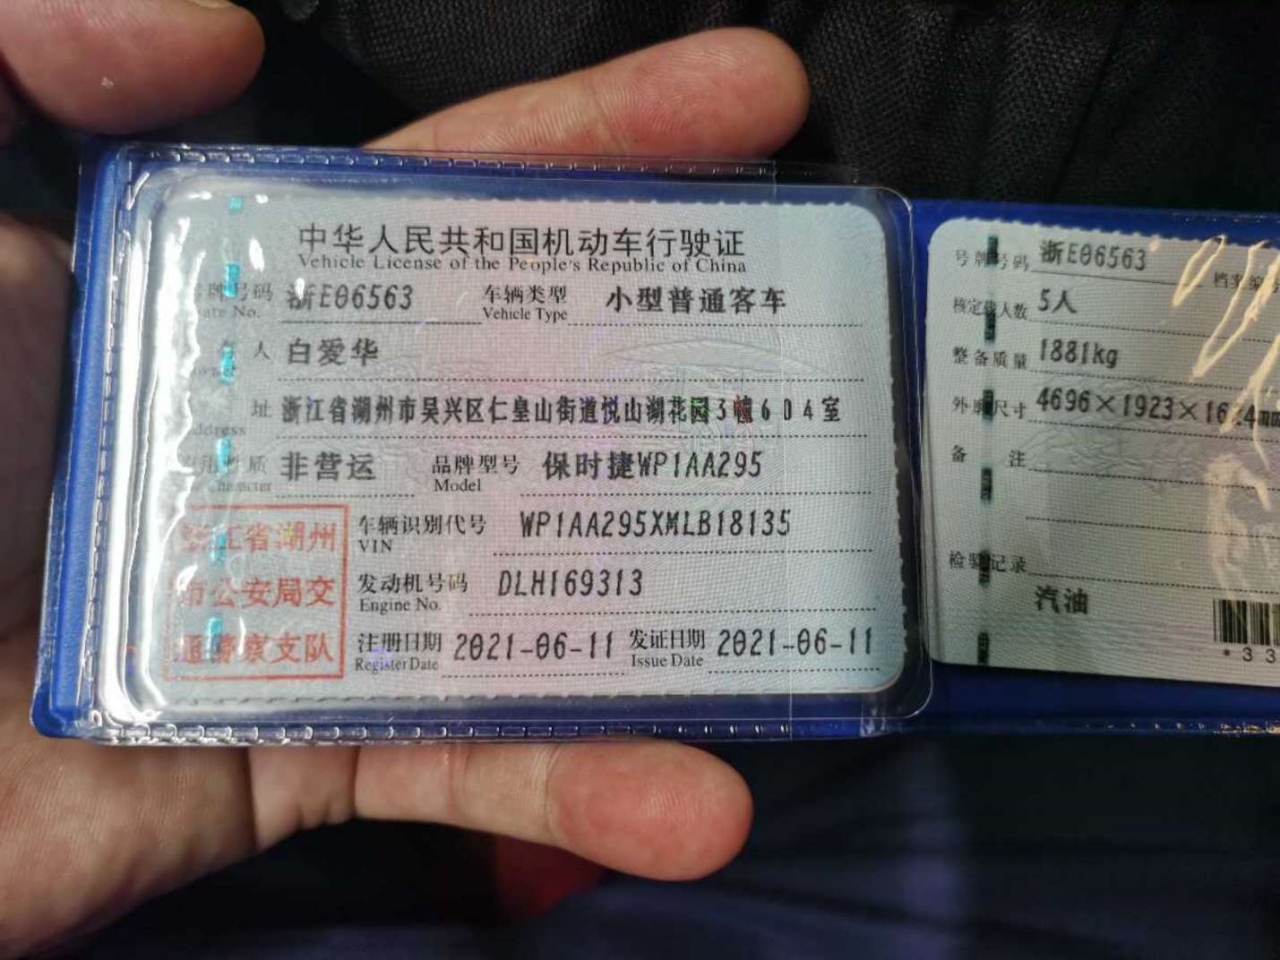 中华人民共和国机动车行驶证
Vehicle License of the People's Republic of China
号牌号码 浙E06563 车辆类型 小型普通客车
Plate No. Vehicle Type
人 白爱华
址 浙江省湖州市吴兴区仁皇山街道悦山湖花园3幢604室
Address
性质 非营运 品牌型号 保时捷WP1AA295
Character Model
浙江省湖州
市公安局交
通警察支队
车辆识别代号 WP1AA295XMLB18135
VIN
发动机号码 DLH169313
Engine No.
注册日期 2021-06-11 发证日期 2021-06-11
Register Date Issue Date
号牌号码 浙E06563 档案编
核定载人数 5人
整备质量 1881kg
外廓尺寸 4696×1923×16 4mm
备 注
检验记录
汽油
*33